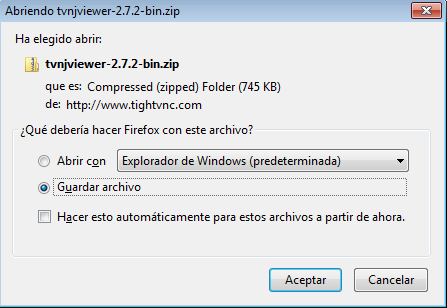 Abriendo tvnjviewer-2.7.2-bin.zip
Ha elegido abrir:
tvnjviewer-2.7.2-bin.zip
que es: Compressed (zipped) Folder (745 KB)
de: http://www.tightvnc.com
¿Qué debería hacer Firefox con este archivo?
Abrir con Explorador de Windows (predeterminada)
Guardar archivo
Hacer esto automáticamente para estos archivos a partir de ahora.
Aceptar Cancelar